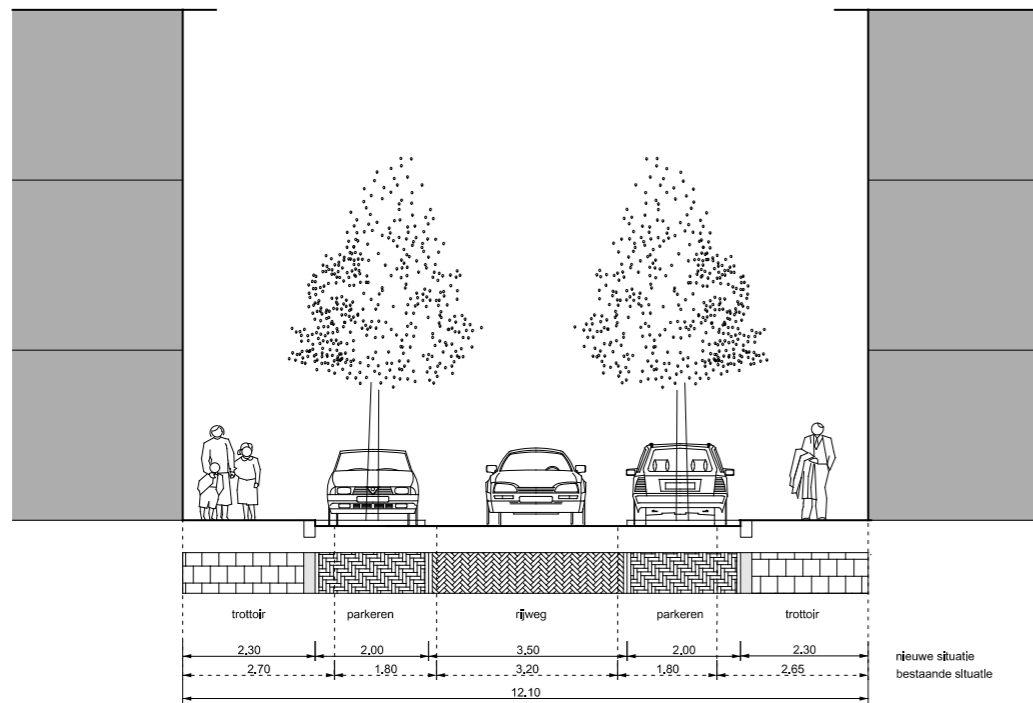 trottoir parkeren rijweg parkeren trottoir
2.30 2.00 3.50 2.00 2.30 nieuwe situatie
2.70 1.80 3.20 1.80 2.65 bestaande situatie
12.10